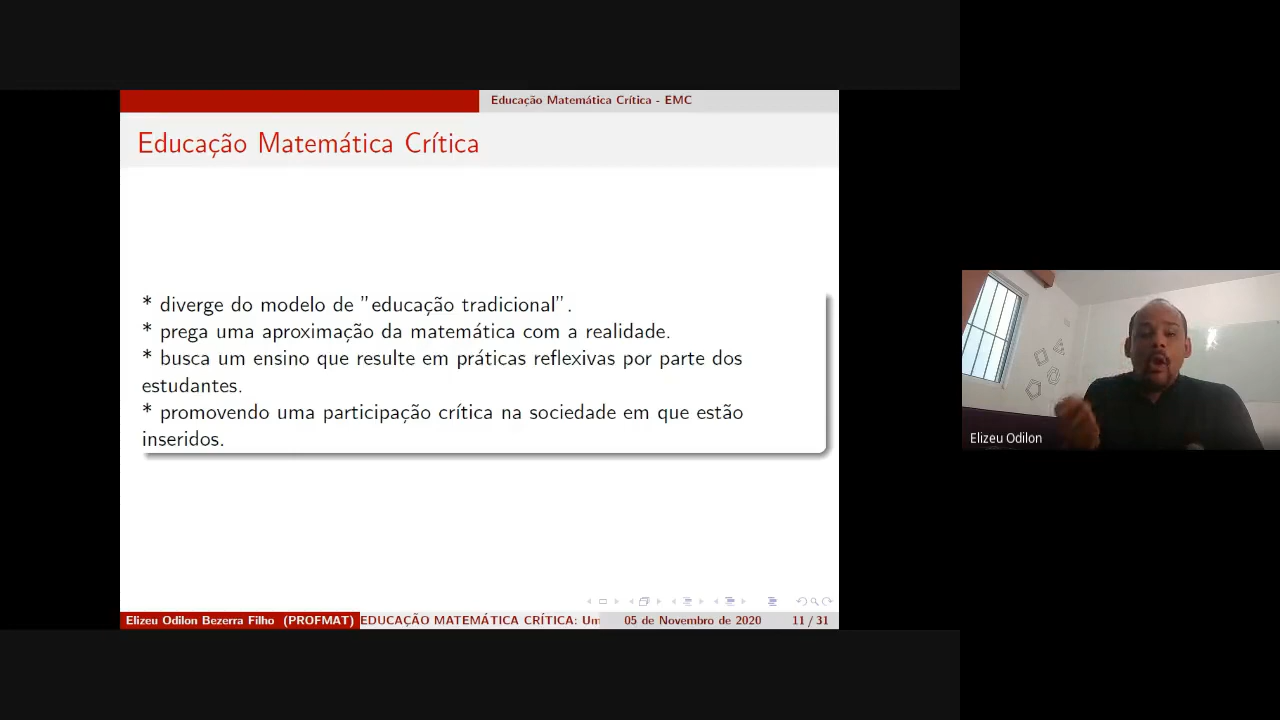 Educação Matemática Crítica - EMC
Educação Matemática Crítica
* diverge do modelo de ”educação tradicional”.
* prega uma aproximação da matemática com a realidade.
* busca um ensino que resulte em práticas reflexivas por parte dos
estudantes.
* promovendo uma participação crítica na sociedade em que estão
inseridos.
Elizeu Odilon
Elizeu Odilon Bezerra Filho (PROFMAT) EDUCAÇÃO MATEMÁTICA CRÍTICA: Um 05 de Novembro de 2020 11 / 31